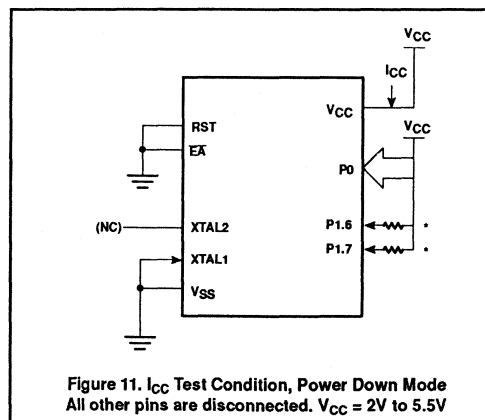 VCC
ICC
VCC
VCC
RST
EA
P0
(NC)
XTAL2
P1.6 *
XTAL1
P1.7 *
VSS
Figure 11. ICC Test Condition, Power Down Mode
All other pins are disconnected. VCC = 2V to 5.5V